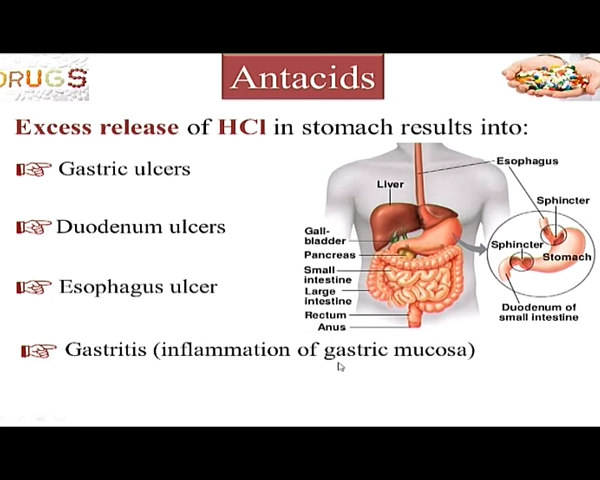 DRUGS
Antacids
Excess release of HCl in stomach results into:
Gastric ulcers
Duodenum ulcers
Esophagus ulcer
Gastritis (inflammation of gastric mucosa)
Esophagus
Liver
Sphincter
Gall-
bladder
Sphincter
Pancreas
Stomach
Small
intestine
Large
intestine
Duodenum of
small intestine
Rectum
Anus